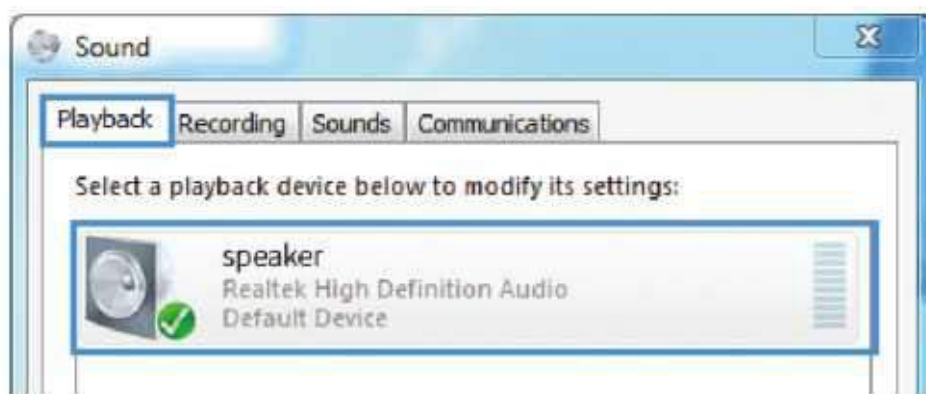 Sound
Playback Recording Sounds Communications
Select a playback device below to modify its settings:
speaker
Realtek High Definition Audio
Default Device